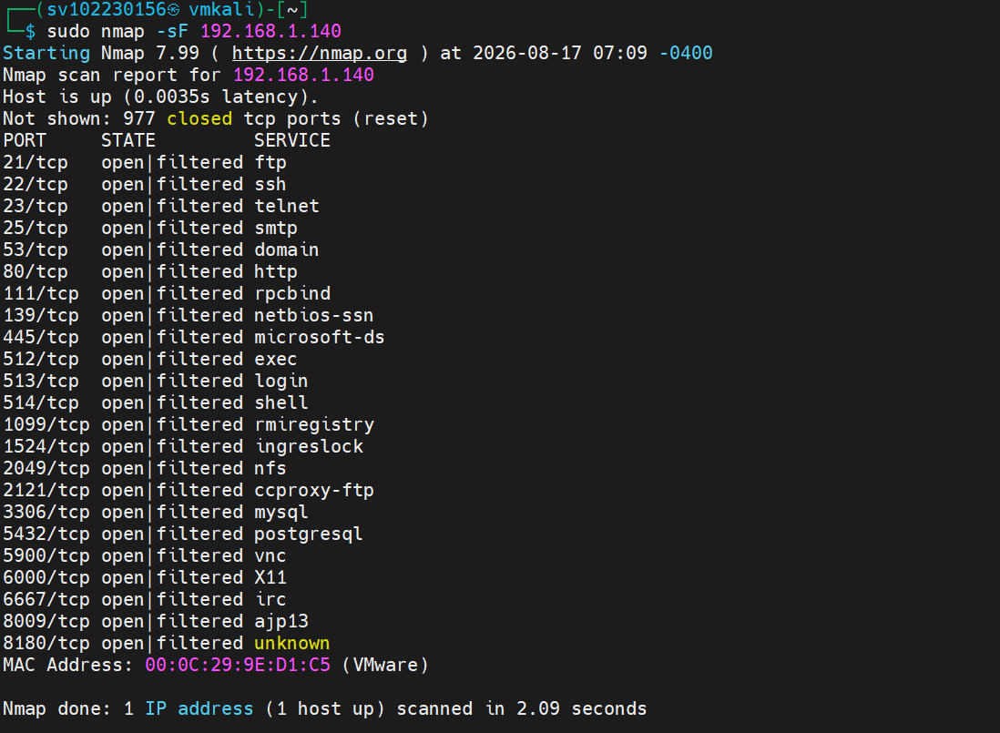 ┌──(sv102230156㉿ vmkali)-[~]
└─$ sudo nmap -sF 192.168.1.140
Starting Nmap 7.99 ( https://nmap.org ) at 2026-08-17 07:09 -0400
Nmap scan report for 192.168.1.140
Host is up (0.0035s latency).
Not shown: 977 closed tcp ports (reset)
PORT     STATE         SERVICE
21/tcp   open|filtered ftp
22/tcp   open|filtered ssh
23/tcp   open|filtered telnet
25/tcp   open|filtered smtp
53/tcp   open|filtered domain
80/tcp   open|filtered http
111/tcp  open|filtered rpcbind
139/tcp  open|filtered netbios-ssn
445/tcp  open|filtered microsoft-ds
512/tcp  open|filtered exec
513/tcp  open|filtered login
514/tcp  open|filtered shell
1099/tcp open|filtered rmiregistry
1524/tcp open|filtered ingreslock
2049/tcp open|filtered nfs
2121/tcp open|filtered ccproxy-ftp
3306/tcp open|filtered mysql
5432/tcp open|filtered postgresql
5900/tcp open|filtered vnc
6000/tcp open|filtered X11
6667/tcp open|filtered irc
8009/tcp open|filtered ajp13
8180/tcp open|filtered unknown
MAC Address: 00:0C:29:9E:D1:C5 (VMware)
Nmap done: 1 IP address (1 host up) scanned in 2.09 seconds